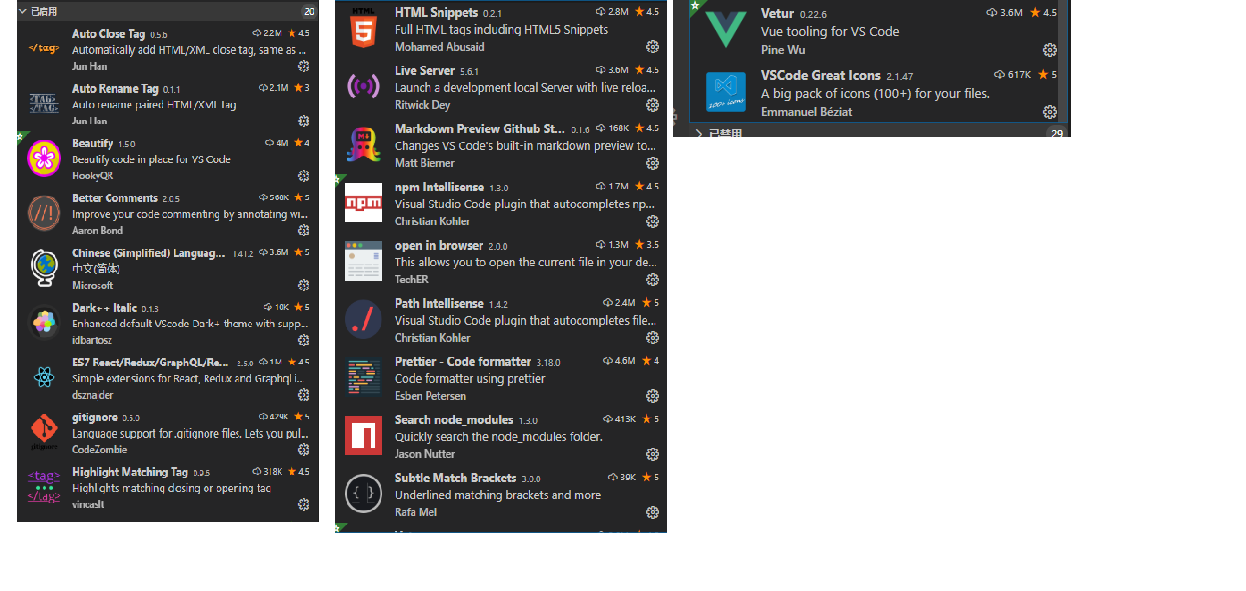 已启用 20
Auto Close Tag 0.5.6 2.2M 4.5
Automatically add HTML/XML close tag, same as ...
Jun Han
Auto Rename Tag 0.1.1 2.1M 3
Auto rename paired HTML/XML tag
Jun Han
Beautify 1.5.0 4M 4
Beautify code in place for VS Code
HookyQR
Better Comments 2.0.5 568K 5
Improve your code commenting by annotating wi...
Aaron Bond
Chinese (Simplified) Languag... 1.41.2 3.6M 5
中文(简体)
Microsoft
Dark++ Italic 0.1.3 10K 5
Enhanced default VScode Dark+ theme with supp...
idbartosz
ES7 React/Redux/GraphQL/Re... 1M 4.5
Simple extensions for React, Redux and Graphql i...
dsznajder
gitignore 429K 5
Language support for .gitignore files. Lets you pul...
CodeZombie
<tag>
</tag>
Highlight Matching Tag 0.9.5 318K 4.5
Highlights matching closing or opening tag
vincaslt
HTML
HTML Snippets 0.2.1 2.8M 4.5
Full HTML tags including HTML5 Snippets
Mohamed Abusaid
Live Server 5.6.1 3.6M 4.5
Launch a development local Server with live reloa...
Ritwick Dey
Markdown Preview Github St... 0.1.6 168K 4.5
Changes VS Code's built-in markdown preview to...
Matt Bierner
npm
npm Intellisense 1.3.0 1.7M 4.5
Visual Studio Code plugin that autocompletes np...
Christian Kohler
open in browser 2.0.0 1.3M 3.5
This allows you to open the current file in your de...
TechER
Path Intellisense 1.4.2 2.4M 5
Visual Studio Code plugin that autocompletes file...
Christian Kohler
Prettier - Code formatter 3.18.0 4.6M 4
Code formatter using prettier
Esben Petersen
Search node_modules 1.3.0 413K 5
Quickly search the node_modules folder.
Jason Nutter
Subtle Match Brackets 3.0.0 39K 5
Underlined matching brackets and more
Rafa Mel
Vetur 0.22.6 3.6M 4.5
Vue tooling for VS Code
Pine Wu
100+ icons
VSCode Great Icons 2.1.47 617K 5
A big pack of icons (100+) for your files.
Emmanuel Béziat
已禁用 29